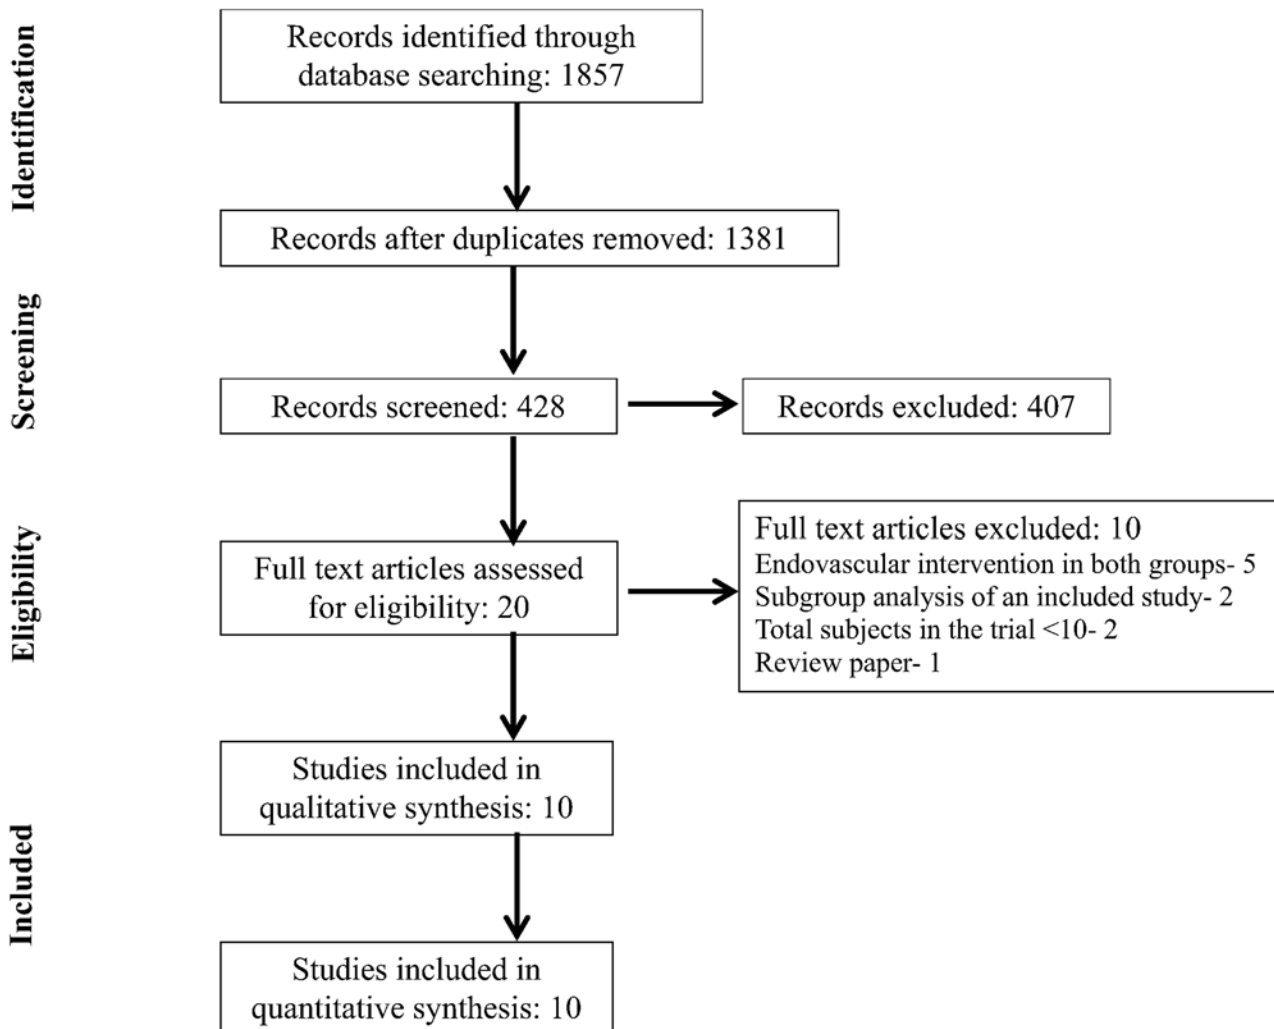 Identification
Records identified through
database searching: 1857
Records after duplicates removed: 1381
Screening
Records screened: 428
Records excluded: 407
Eligibility
Full text articles assessed
for eligibility: 20
Full text articles excluded: 10
Endovascular intervention in both groups- 5
Subgroup analysis of an included study- 2
Total subjects in the trial <10- 2
Review paper- 1
Included
Studies included in
qualitative synthesis: 10
Studies included in
quantitative synthesis: 10